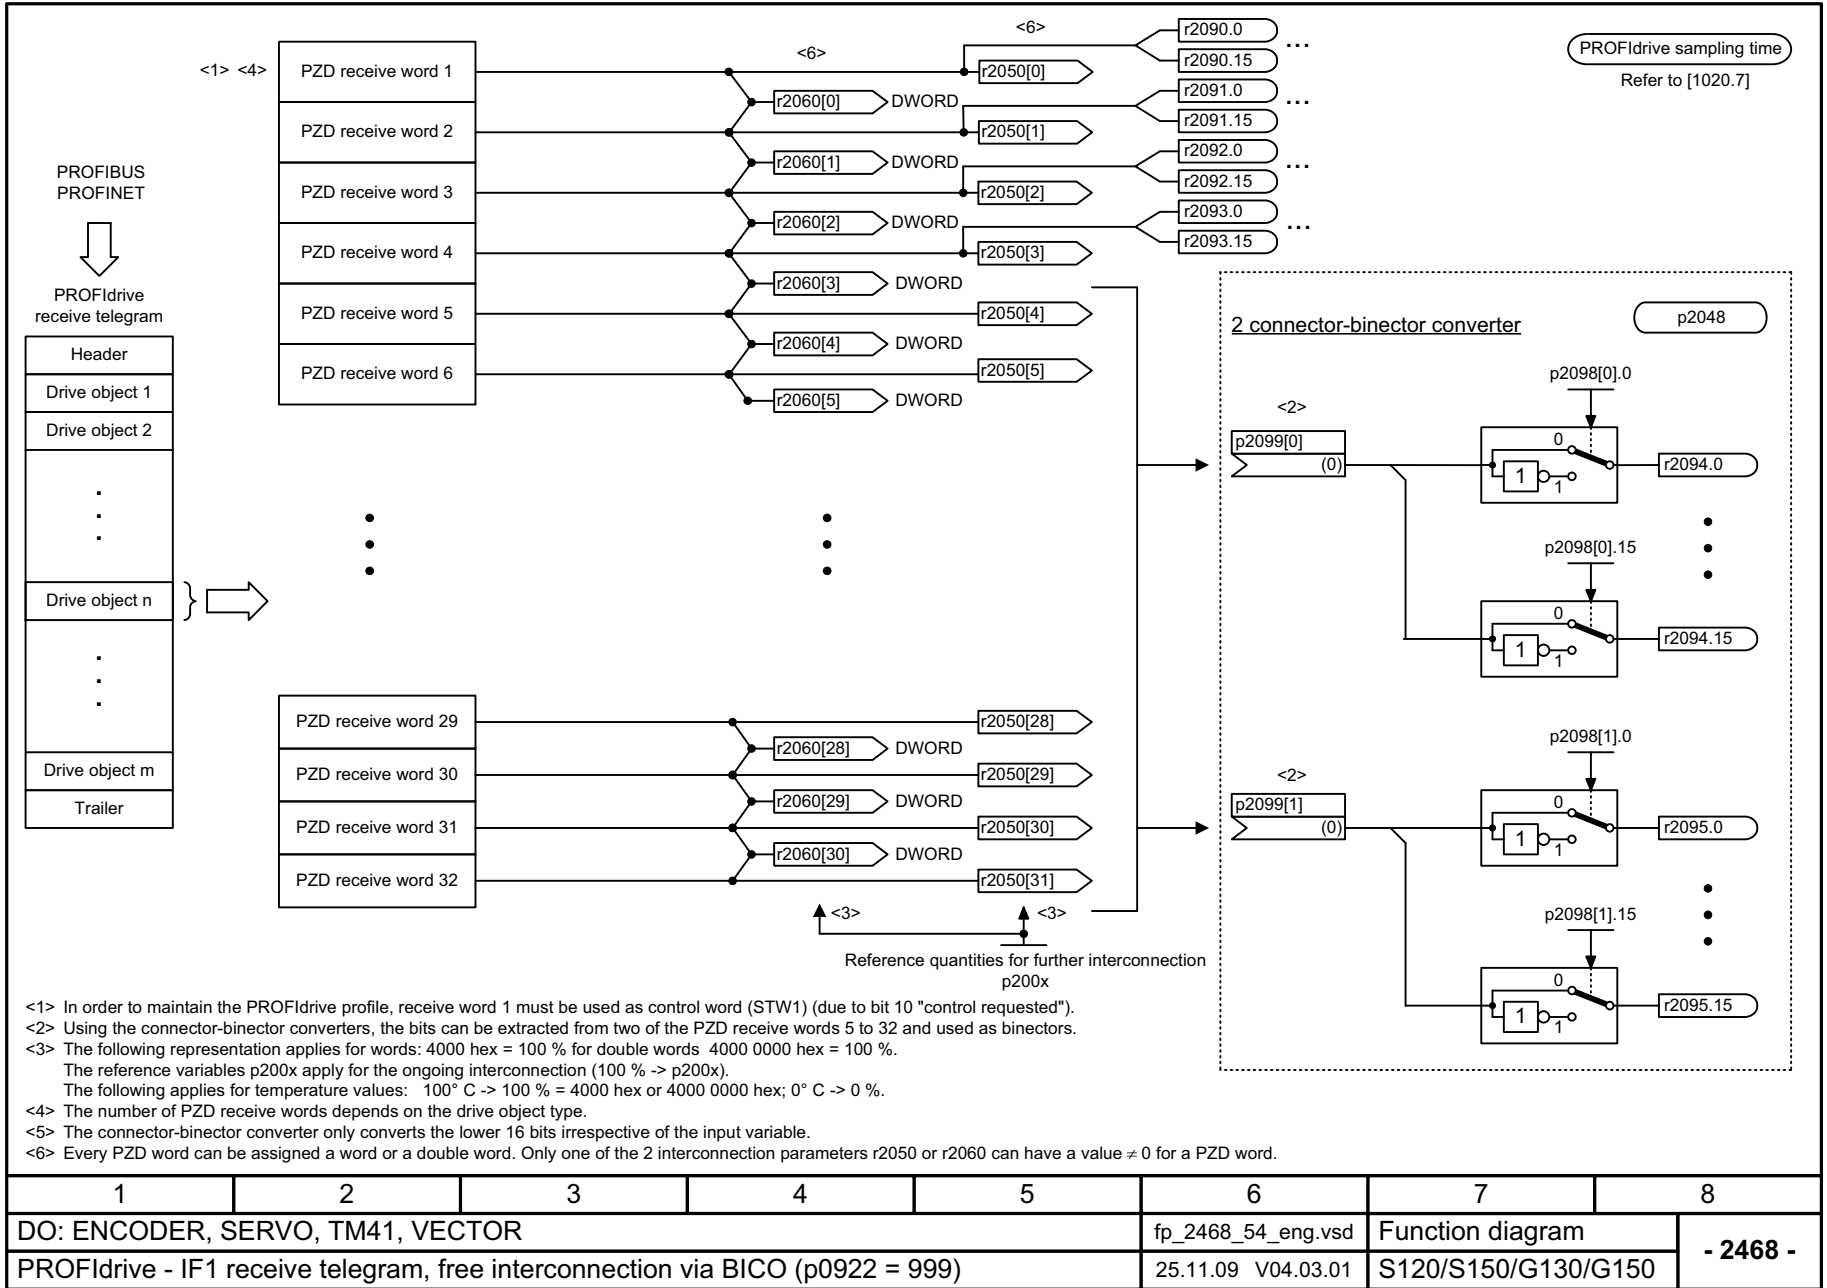 <1> <4>
<6>
<6>
PROFIdrive sampling time
Refer to [1020.7]
PROFIBUS
PROFINET
PROFIdrive
receive telegram
Header
Drive object 1
Drive object 2
Drive object n
Drive object m
Trailer
PZD receive word 1
PZD receive word 2
PZD receive word 3
PZD receive word 4
PZD receive word 5
PZD receive word 6
PZD receive word 29
PZD receive word 30
PZD receive word 31
PZD receive word 32
r2060[0] DWORD
r2060[1] DWORD
r2060[2] DWORD
r2060[3] DWORD
r2060[4] DWORD
r2060[5] DWORD
r2060[28] DWORD
r2060[29] DWORD
r2060[30] DWORD
r2050[0]
r2050[1]
r2050[2]
r2050[3]
r2050[4]
r2050[5]
r2050[28]
r2050[29]
r2050[30]
r2050[31]
r2090.0
...
r2090.15
r2091.0
...
r2091.15
r2092.0
...
r2092.15
r2093.0
...
r2093.15
<3>
<3>
Reference quantities for further interconnection
p200x
2 connector-binector converter
p2048
<2>
p2099[0]
(0)
p2098[0].0
0
1
1
r2094.0
p2098[0].15
0
1
1
r2094.15
<2>
p2099[1]
(0)
p2098[1].0
0
1
1
r2095.0
p2098[1].15
0
1
1
r2095.15
<1> In order to maintain the PROFIdrive profile, receive word 1 must be used as control word (STW1) (due to bit 10 "control requested").
<2> Using the connector-binector converters, the bits can be extracted from two of the PZD receive words 5 to 32 and used as binectors.
<3> The following representation applies for words: 4000 hex = 100 % for double words 4000 0000 hex = 100 %.
The reference variables p200x apply for the ongoing interconnection (100 % -> p200x).
The following applies for temperature values: 100° C -> 100 % = 4000 hex or 4000 0000 hex; 0° C -> 0 %.
<4> The number of PZD receive words depends on the drive object type.
<5> The connector-binector converter only converts the lower 16 bits irrespective of the input variable.
<6> Every PZD word can be assigned a word or a double word. Only one of the 2 interconnection parameters r2050 or r2060 can have a value ≠ 0 for a PZD word.
1 2 3 4 5 6 7 8
DO: ENCODER, SERVO, TM41, VECTOR
fp_2468_54_eng.vsd
Function diagram
- 2468 -
PROFIdrive - IF1 receive telegram, free interconnection via BICO (p0922 = 999)
25.11.09 V04.03.01
S120/S150/G130/G150